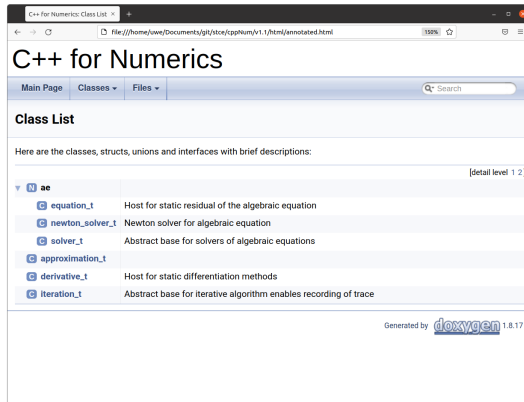 C++ for Numerics: Class List
file:///home/uwe/Documents/git/stce/cppNum/v1.1/html/annotated.html
150%
C++ for Numerics
Main Page Classes Files Search
Class List
Here are the classes, structs, unions and interfaces with brief descriptions:
[detail level 1 2
N ae
C equation_t Host for static residual of the algebraic equation
C newton_solver_t Newton solver for algebraic equation
C solver_t Abstract base for solvers of algebraic equations
C approximation_t
C derivative_t Host for static differentiation methods
C iteration_t Abstract base for iterative algorithm enables recording of trace
Generated by doxygen 1.8.17